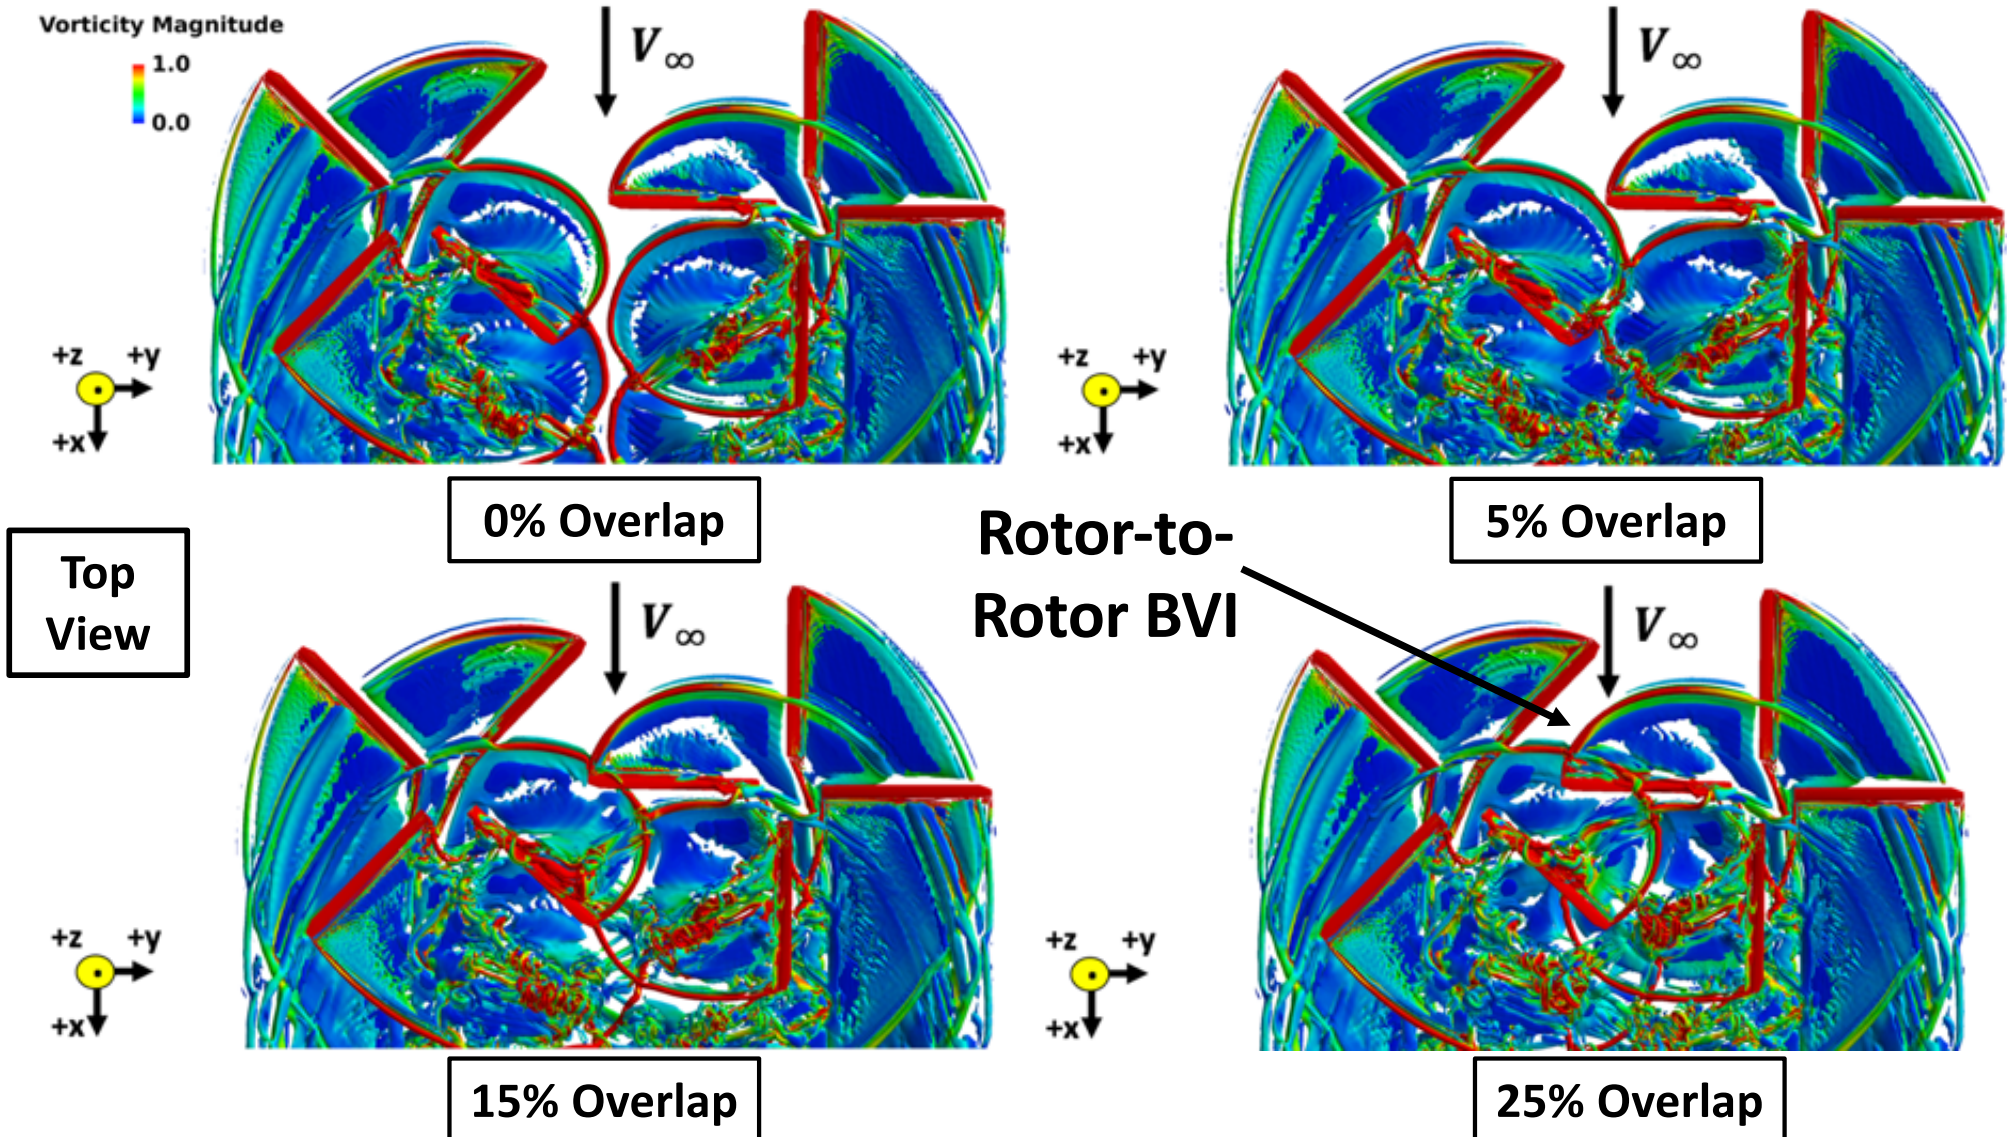 Vorticity Magnitude
1.0
0.0
V∞
+z +y
+x
0% Overlap
V∞
+z +y
+x
5% Overlap
Top
View
Rotor-to-
Rotor BVI
V∞
+z +y
+x
15% Overlap
V∞
+z +y
+x
25% Overlap